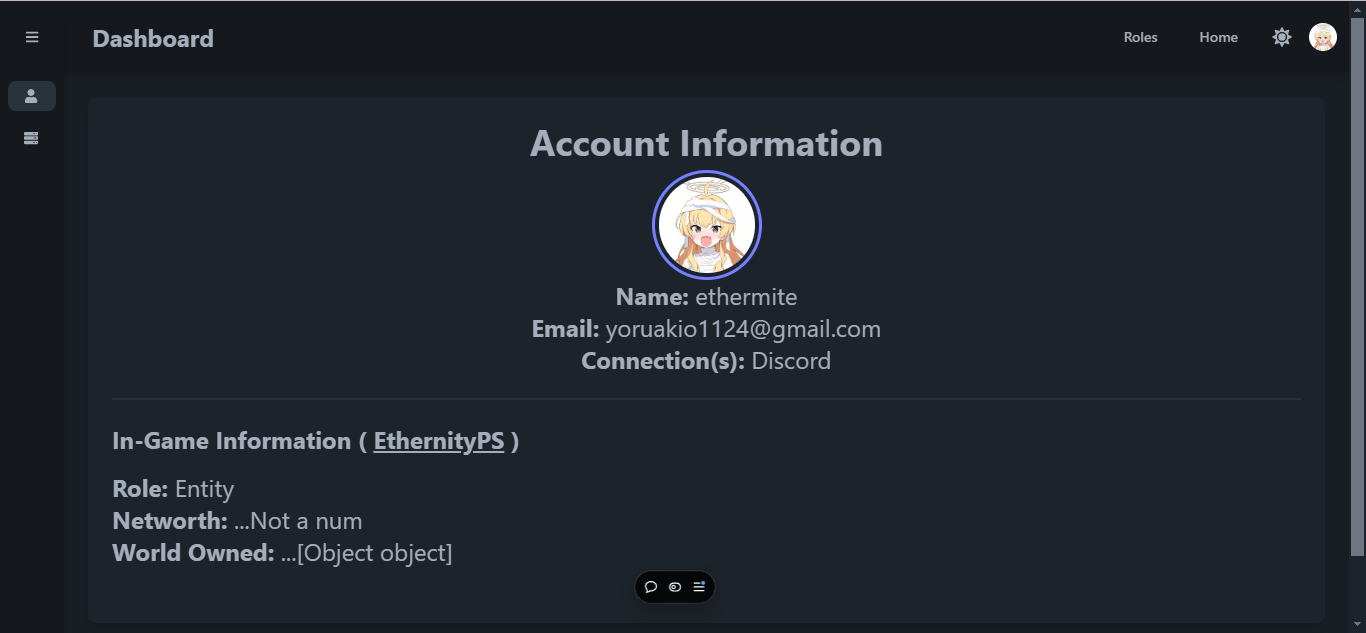 Dashboard
Roles
Home
Account Information
Name: ethermite
Email: yoruakio1124@gmail.com
Connection(s): Discord
In-Game Information ( EthernityPS )
Role: Entity
Networth: ...Not a num
World Owned: ...[Object object]